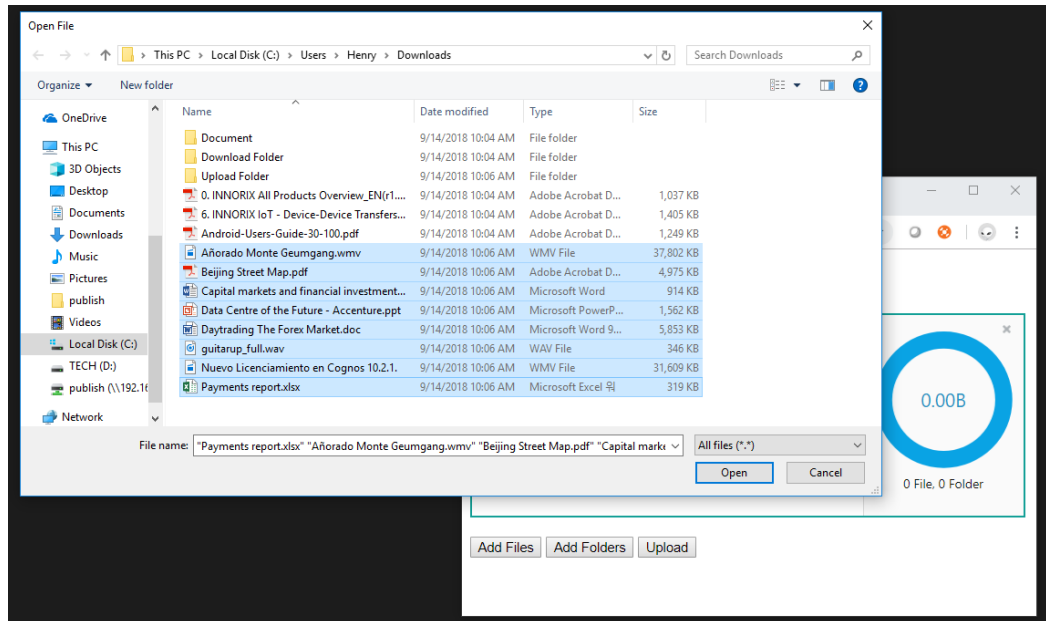 Open File
This PC > Local Disk (C:) > Users > Henry > Downloads
Search Downloads
Organize
New folder
Name Date modified Type Size
OneDrive
This PC
3D Objects
Desktop
Documents
Downloads
Music
Pictures
publish
Videos
Local Disk (C:)
TECH (D:)
publish (\\192.16
Network
Document 9/14/2018 10:04 AM File folder
Download Folder 9/14/2018 10:04 AM File folder
Upload Folder 9/14/2018 10:06 AM File folder
0. INNORIX All Products Overview_EN(r1.... 9/14/2018 10:04 AM Adobe Acrobat D... 1,037 KB
6. INNORIX IoT - Device-Device Transfers... 9/14/2018 10:04 AM Adobe Acrobat D... 1,405 KB
Android-Users-Guide-30-100.pdf 9/14/2018 10:04 AM Adobe Acrobat D... 1,249 KB
Añorado Monte Geumgang.wmv 9/14/2018 10:06 AM WMV File 37,802 KB
Beijing Street Map.pdf 9/14/2018 10:06 AM Adobe Acrobat D... 4,975 KB
Capital markets and financial investment... 9/14/2018 10:06 AM Microsoft Word 914 KB
Data Centre of the Future - Accenture.ppt 9/14/2018 10:06 AM Microsoft PowerP... 1,562 KB
Daytrading The Forex Market.doc 9/14/2018 10:06 AM Microsoft Word 9... 5,853 KB
guitarup_full.wav 9/14/2018 10:06 AM WAV File 346 KB
Nuevo Licenciamiento en Cognos 10.2.1. 9/14/2018 10:06 AM WMV File 31,609 KB
Payments report.xlsx 9/14/2018 10:06 AM Microsoft Excel 워 319 KB
File name: "Payments report.xlsx" "Añorado Monte Geumgang.wmv" "Beijing Street Map.pdf" "Capital marke
All files (*.*)
Open
Cancel
0.00B
0 File, 0 Folder
Add Files
Add Folders
Upload